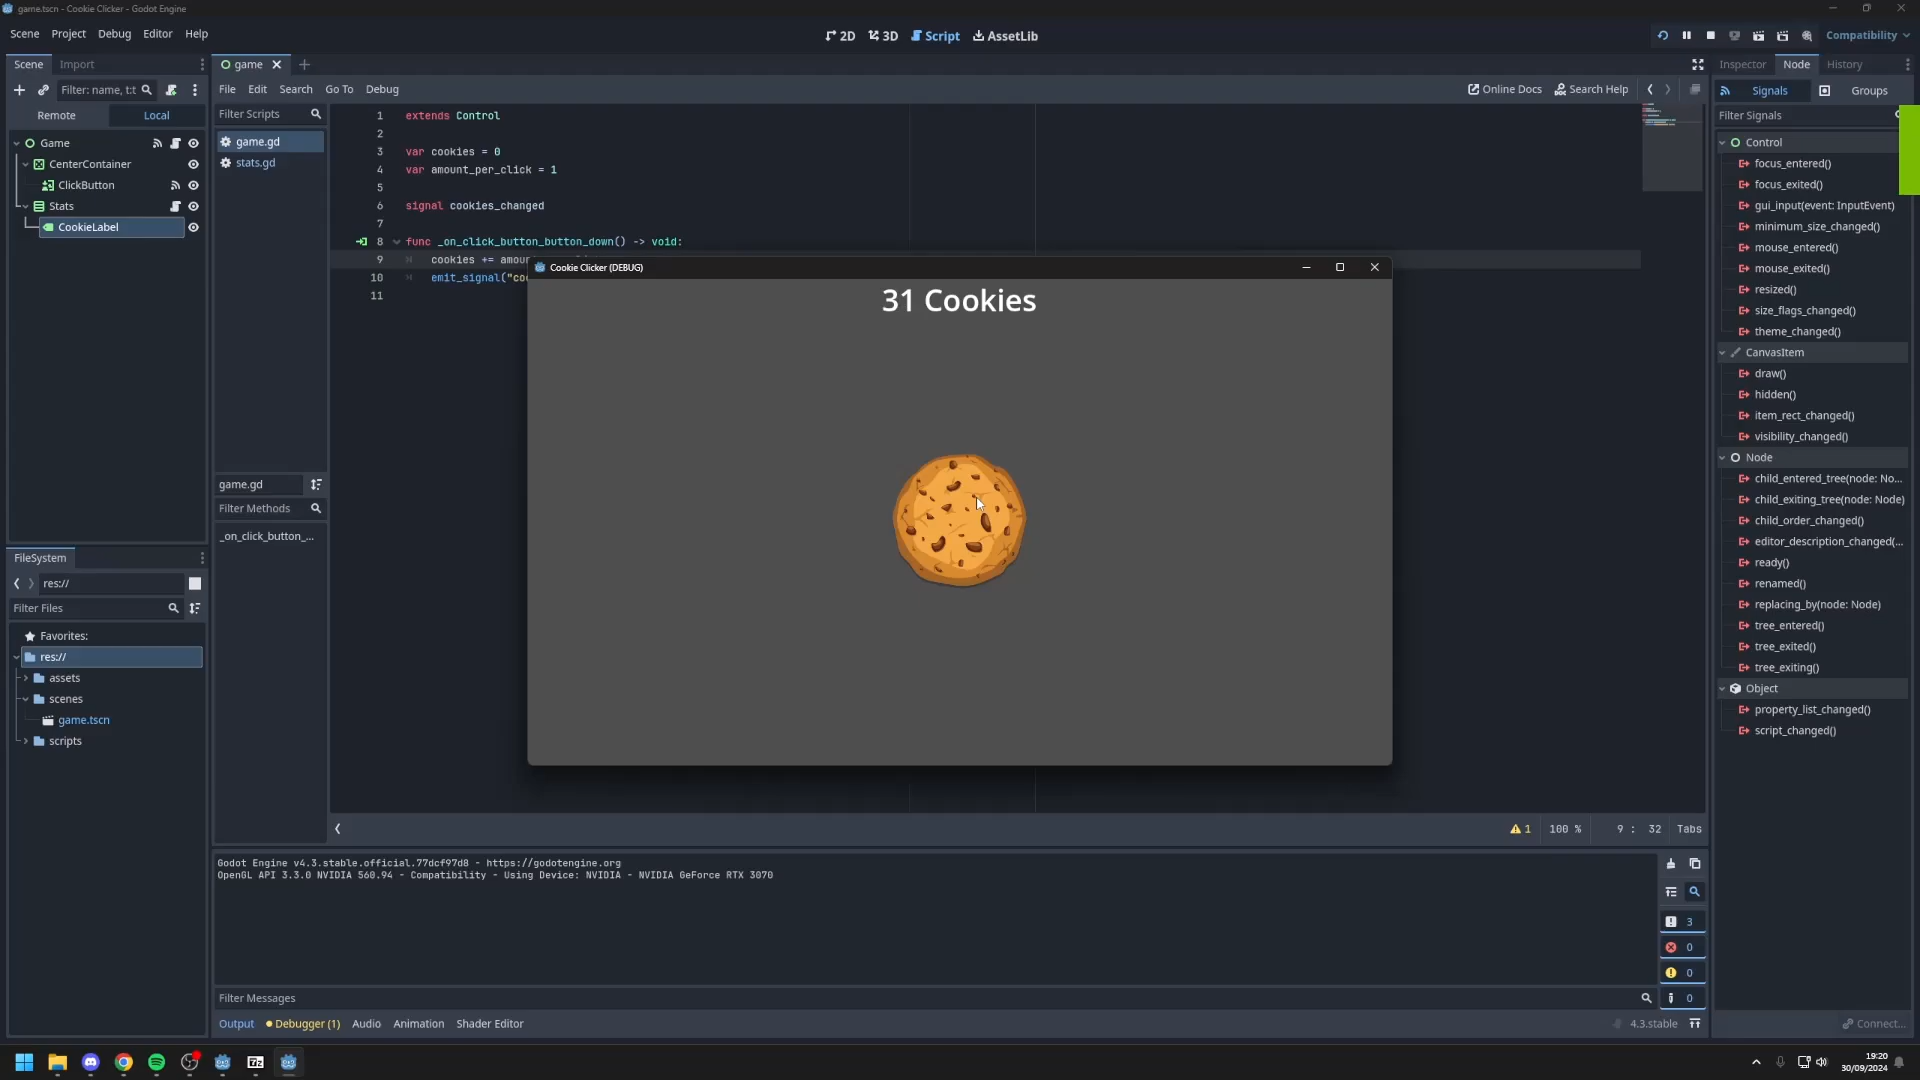 game.tscn - Cookie Clicker - Godot Engine
Scene Project Debug Editor Help
2D 3D Script AssetLib
Compatibility
Scene Import
game
Inspector Node History
Filter: name, t:t
File Edit Search Go To Debug
Online Docs Search Help
Signals Groups
Remote Local
Filter Scripts
Filter Signals
Game
CenterContainer
ClickButton
Stats
CookieLabel
game.gd
stats.gd
1 extends Control
2
3 var cookies = 0
4 var amount_per_click = 1
5
6 signal cookies_changed
7
8 func _on_click_button_button_down() -> void:
9 cookies += amoun
10 emit_signal("coo
11
Cookie Clicker (DEBUG)
31 Cookies
Control
focus_entered()
focus_exited()
gui_input(event: InputEvent)
minimum_size_changed()
mouse_entered()
mouse_exited()
resized()
size_flags_changed()
theme_changed()
CanvasItem
draw()
hidden()
item_rect_changed()
visibility_changed()
Node
child_entered_tree(node: No...
child_exiting_tree(node: Node)
child_order_changed()
editor_description_changed(...
ready()
renamed()
replacing_by(node: Node)
tree_entered()
tree_exited()
tree_exiting()
Object
property_list_changed()
script_changed()
game.gd
Filter Methods
_on_click_button_...
FileSystem
res://
Filter Files
Favorites:
res://
assets
scenes
game.tscn
scripts
1 100 % 9 : 32 Tabs
Godot Engine v4.3.stable.official.77dcf97d8 - https://godotengine.org
OpenGL API 3.3.0 NVIDIA 560.94 - Compatibility - Using Device: NVIDIA - NVIDIA GeForce RTX 3070
3
0
0
0
Filter Messages
Output Debugger (1) Audio Animation Shader Editor
4.3.stable
Connect...
19:20
30/09/2024